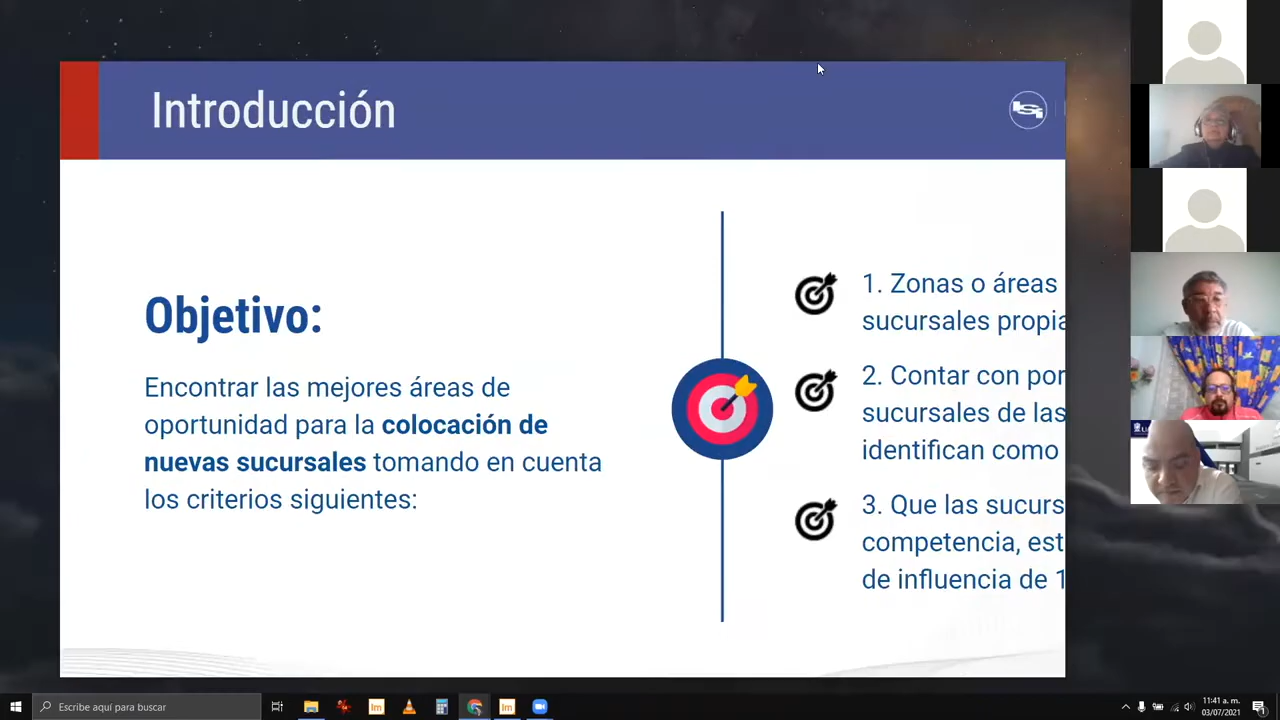 Introducción
Objetivo:
Encontrar las mejores áreas de
oportunidad para la colocación de
nuevas sucursales tomando en cuenta
los criterios siguientes:
1. Zonas o áreas
sucursales propia
2. Contar con por
sucursales de las
identifican como
3. Que las sucurs
competencia, est
de influencia de 1
Escribe aquí para buscar
11:41 a. m.
03/07/2021